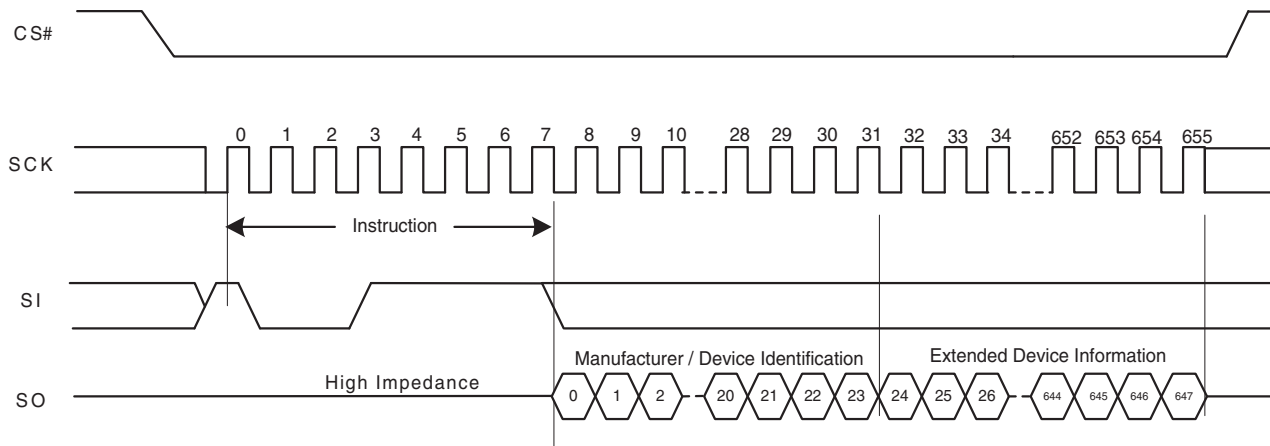 CS#
SCK
0 1 2 3 4 5 6 7 8 9 10 28 29 30 31 32 33 34 652 653 654 655
Instruction
SI
Manufacturer / Device Identification
Extended Device Information
High Impedance
SO
0 1 2 20 21 22 23 24 25 26 644 645 646 647